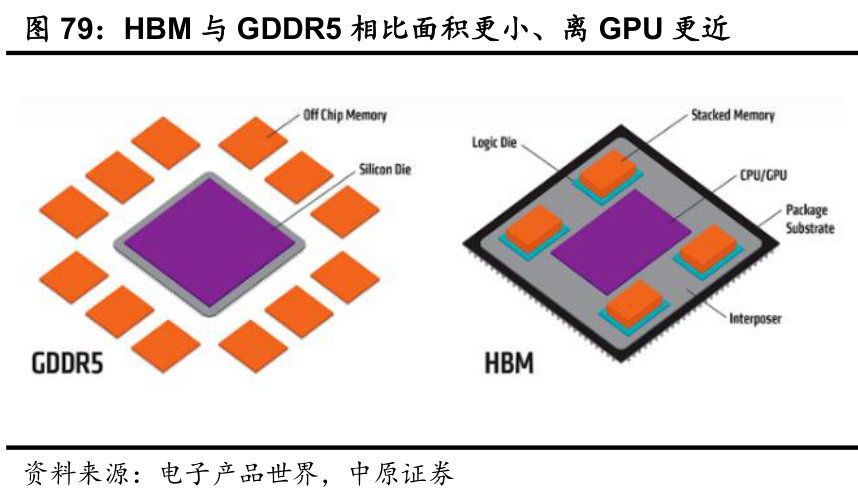 图 79：HBM 与 GDDR5 相比面积更小、离 GPU 更近
Off Chip Memory
Silicon Die
GDDR5
Stacked Memory
Logic Die
CPU/GPU
Package
Substrate
Interposer
HBM
资料来源：电子产品世界，中原证券